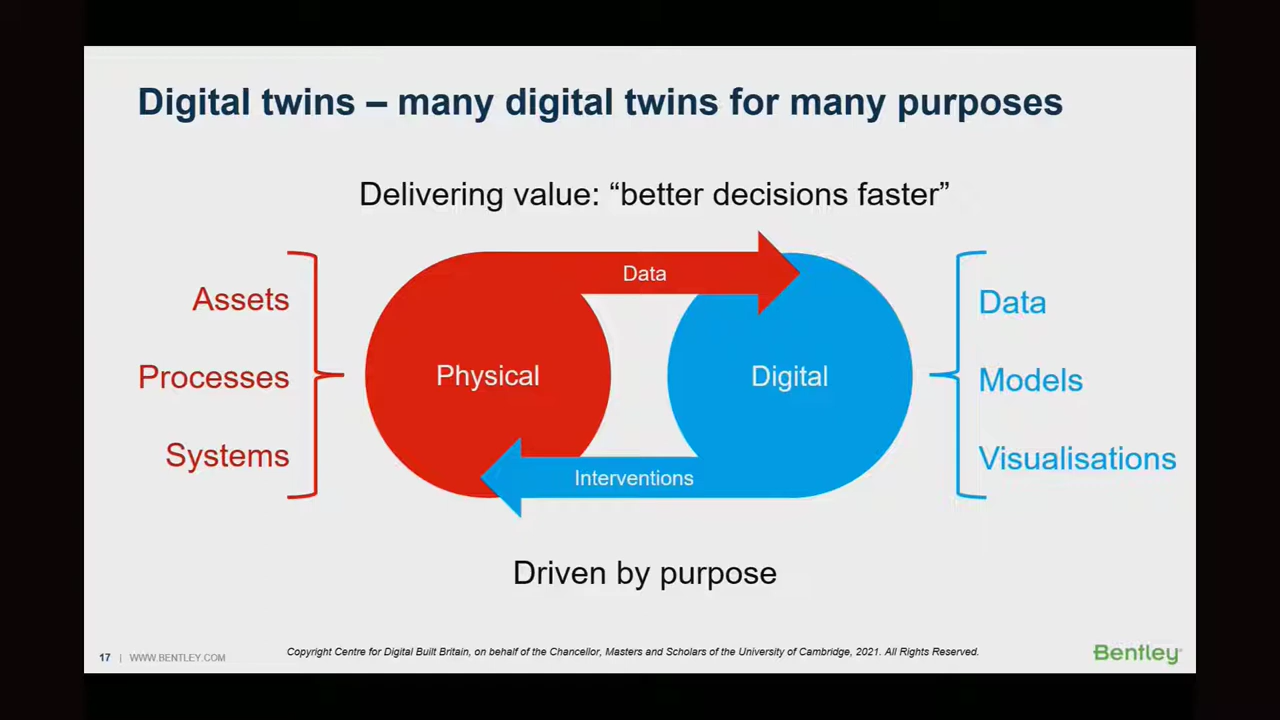 Digital twins – many digital twins for many purposes
Delivering value: “better decisions faster”
Assets
Processes
Systems
Data
Physical
Digital
Interventions
Data
Models
Visualisations
Driven by purpose
17 | WWW.BENTLEY.COM
Copyright Centre for Digital Built Britain, on behalf of the Chancellor, Masters and Scholars of the University of Cambridge, 2021. All Rights Reserved.
Bentley